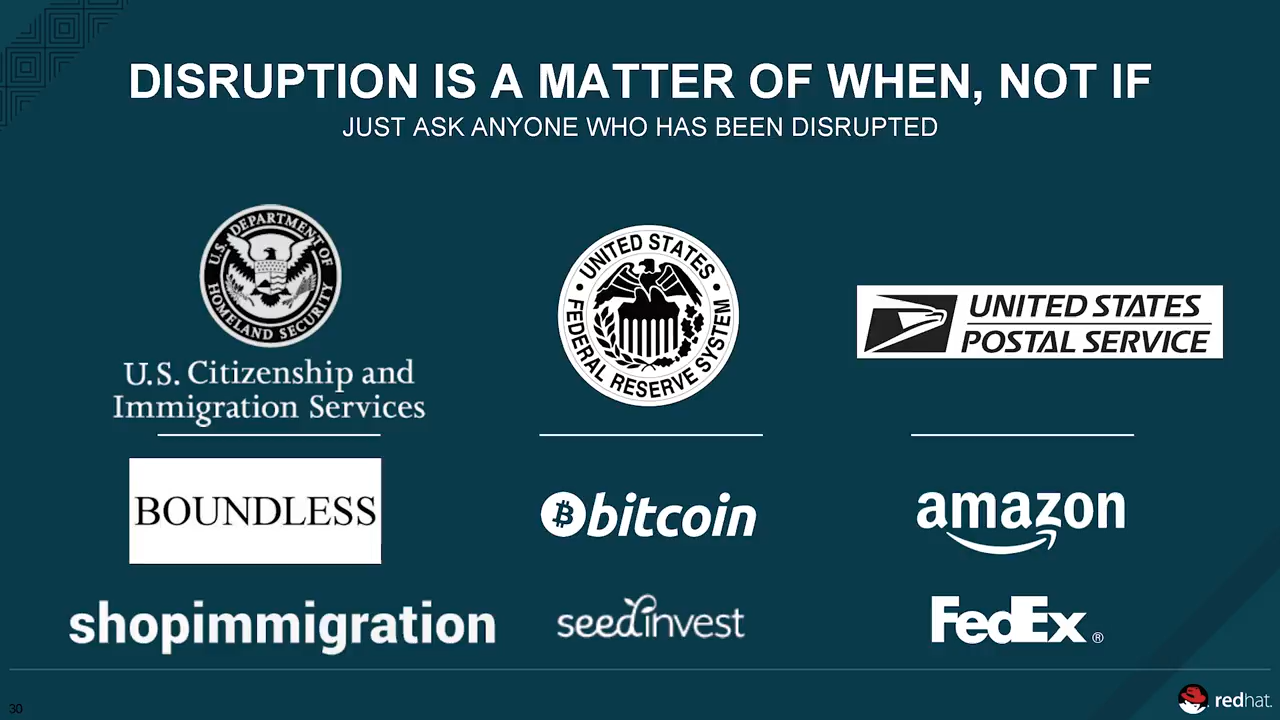 DISRUPTION IS A MATTER OF WHEN, NOT IF
JUST ASK ANYONE WHO HAS BEEN DISRUPTED
U.S. DEPARTMENT OF
HOMELAND SECURITY
U.S. Citizenship and
Immigration Services
UNITED STATES
FEDERAL RESERVE SYSTEM
UNITED STATES
POSTAL SERVICE
BOUNDLESS
bitcoin
amazon
shopimmigration
seedinvest
FedEx®
30
redhat.